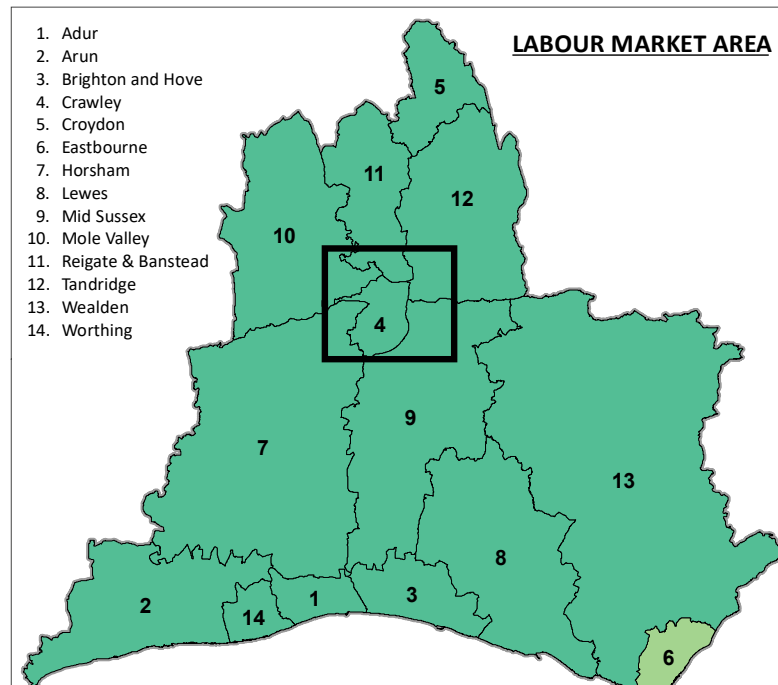 LABOUR MARKET AREA
1. Adur
2. Arun
3. Brighton and Hove
4. Crawley
5. Croydon
6. Eastbourne
7. Horsham
8. Lewes
9. Mid Sussex
10. Mole Valley
11. Reigate & Banstead
12. Tandridge
13. Wealden
14. Worthing
5
11
12
10
4
9
7
13
8
2
14
1
3
6